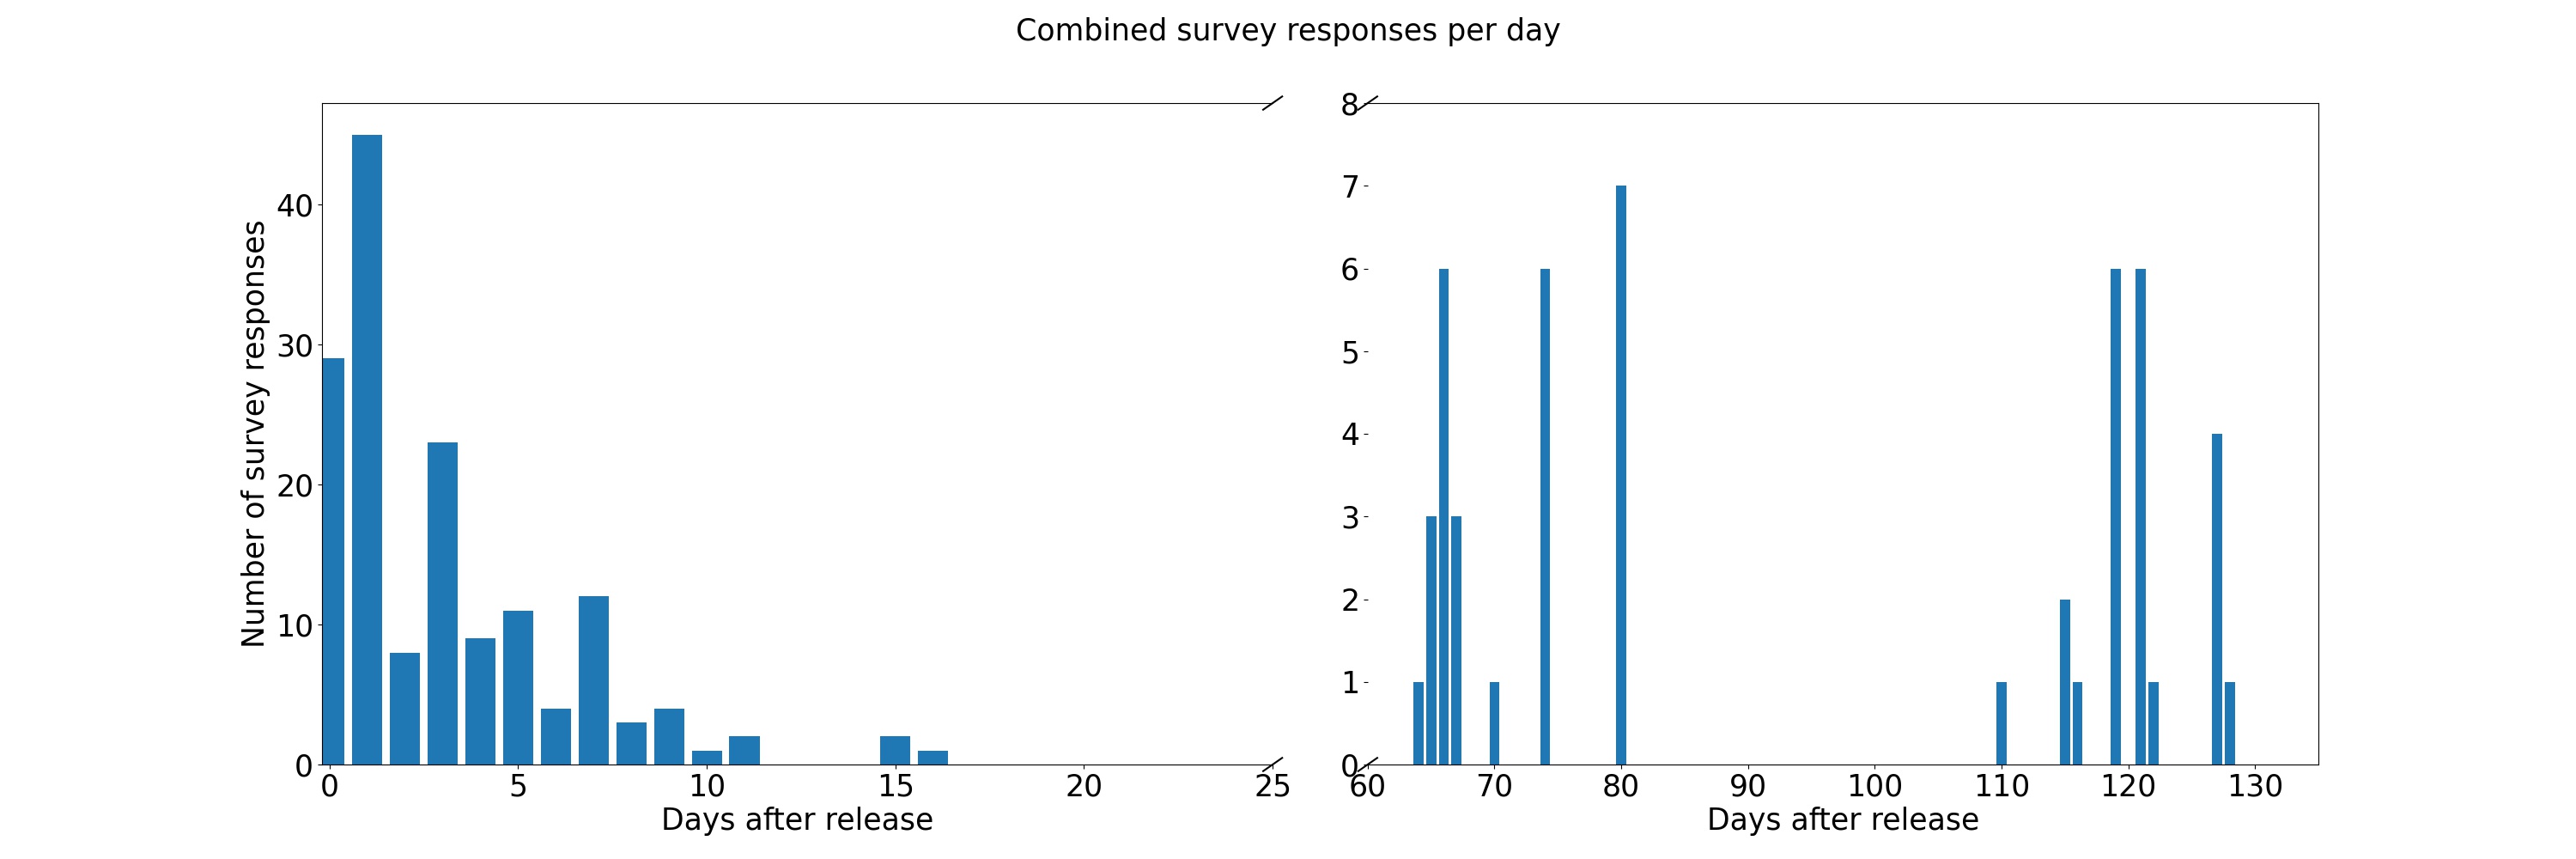 Combined survey responses per day
Number of survey responses
40
30
20
10
0
0 5 10 15 20 25
Days after release
8
7
6
5
4
3
2
1
0
60 70 80 90 100 110 120 130
Days after release